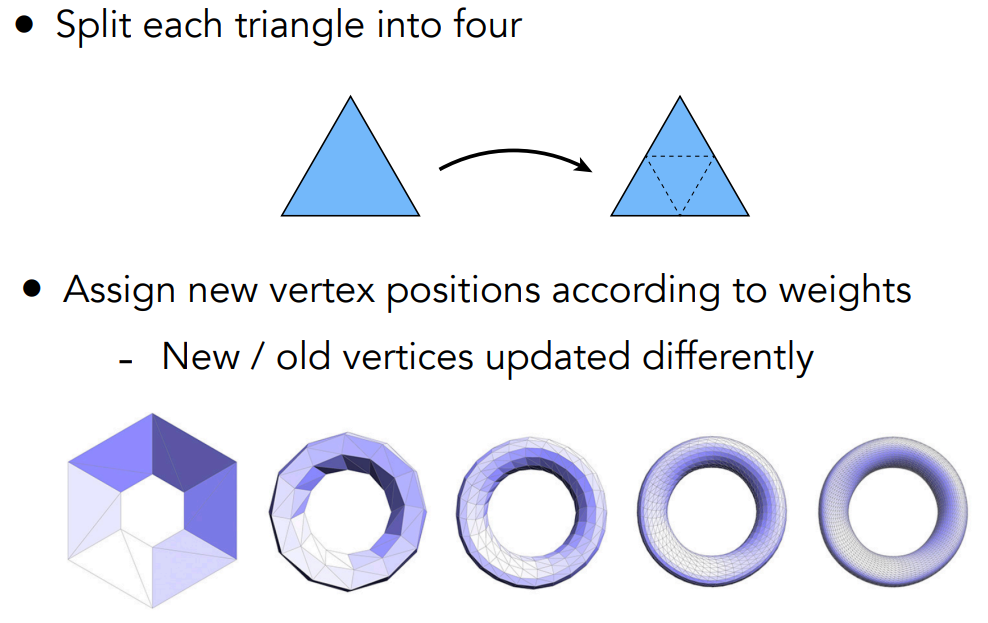 ● Split each triangle into four
● Assign new vertex positions according to weights
- New / old vertices updated differently